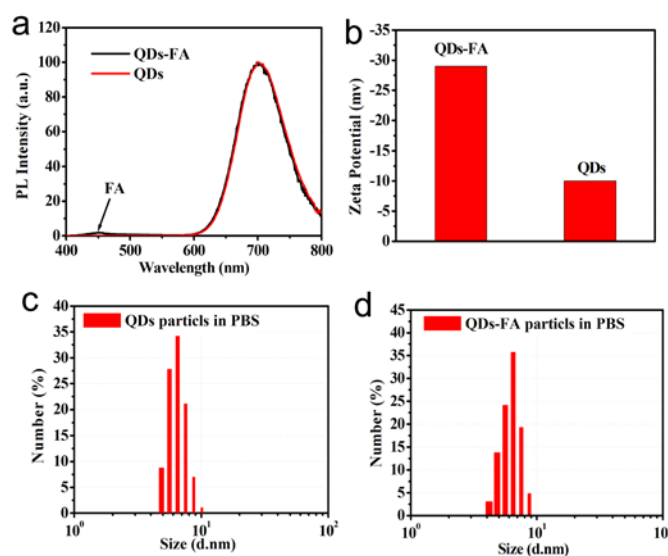 a
QDs-FA
QDs
FA
PL Intensity (a.u.)
120
100
80
60
40
20
0
400 500 600 700 800
Wavelength (nm)
b
QDs-FA
QDs
Zeta Potential (mv)
-35
-30
-25
-20
-15
-10
-5
0
c
QDs particls in PBS
Number (%)
40
35
30
25
20
15
10
5
0
10⁰ 10¹ 10²
Size (d.nm)
d
QDs-FA particls in PBS
Number (%)
45
40
35
30
25
20
15
10
5
0
10⁰ 10¹ 10
Size (d.nm)